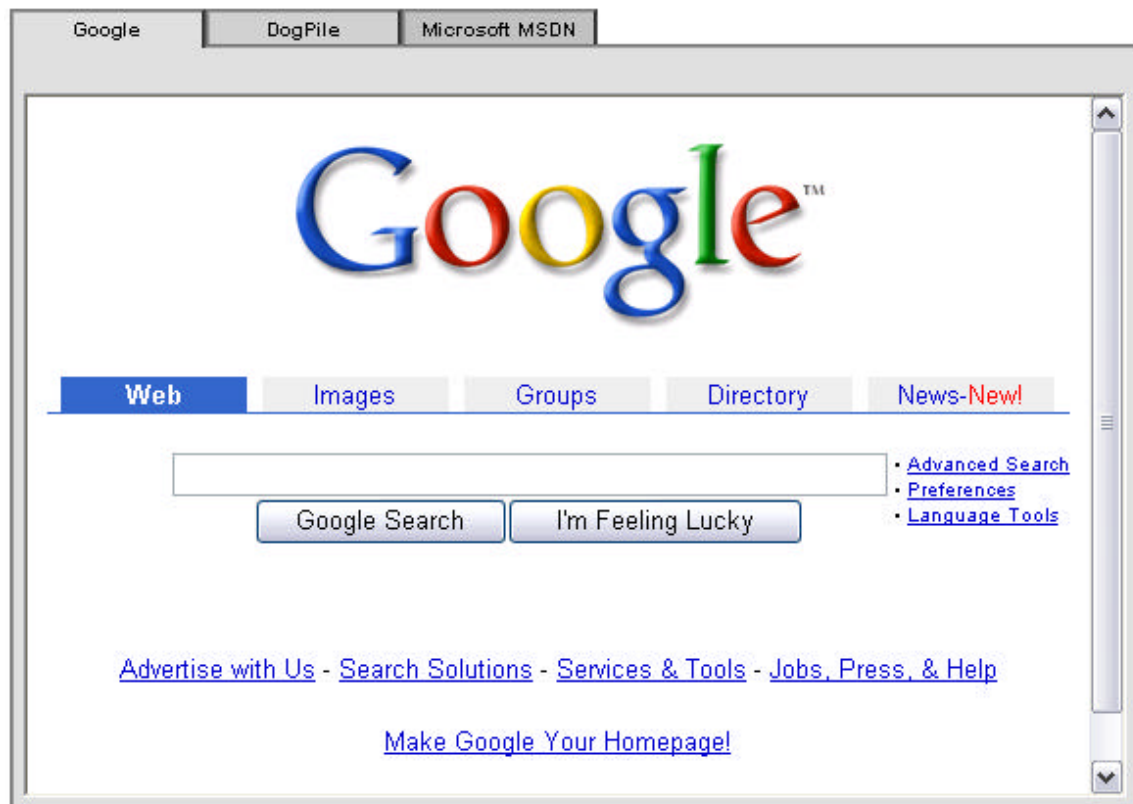 Google DogPile Microsoft MSDN
Google™
Web Images Groups Directory News-New!
· Advanced Search
· Preferences
· Language Tools
Google Search I'm Feeling Lucky
Advertise with Us - Search Solutions - Services & Tools - Jobs, Press, & Help
Make Google Your Homepage!